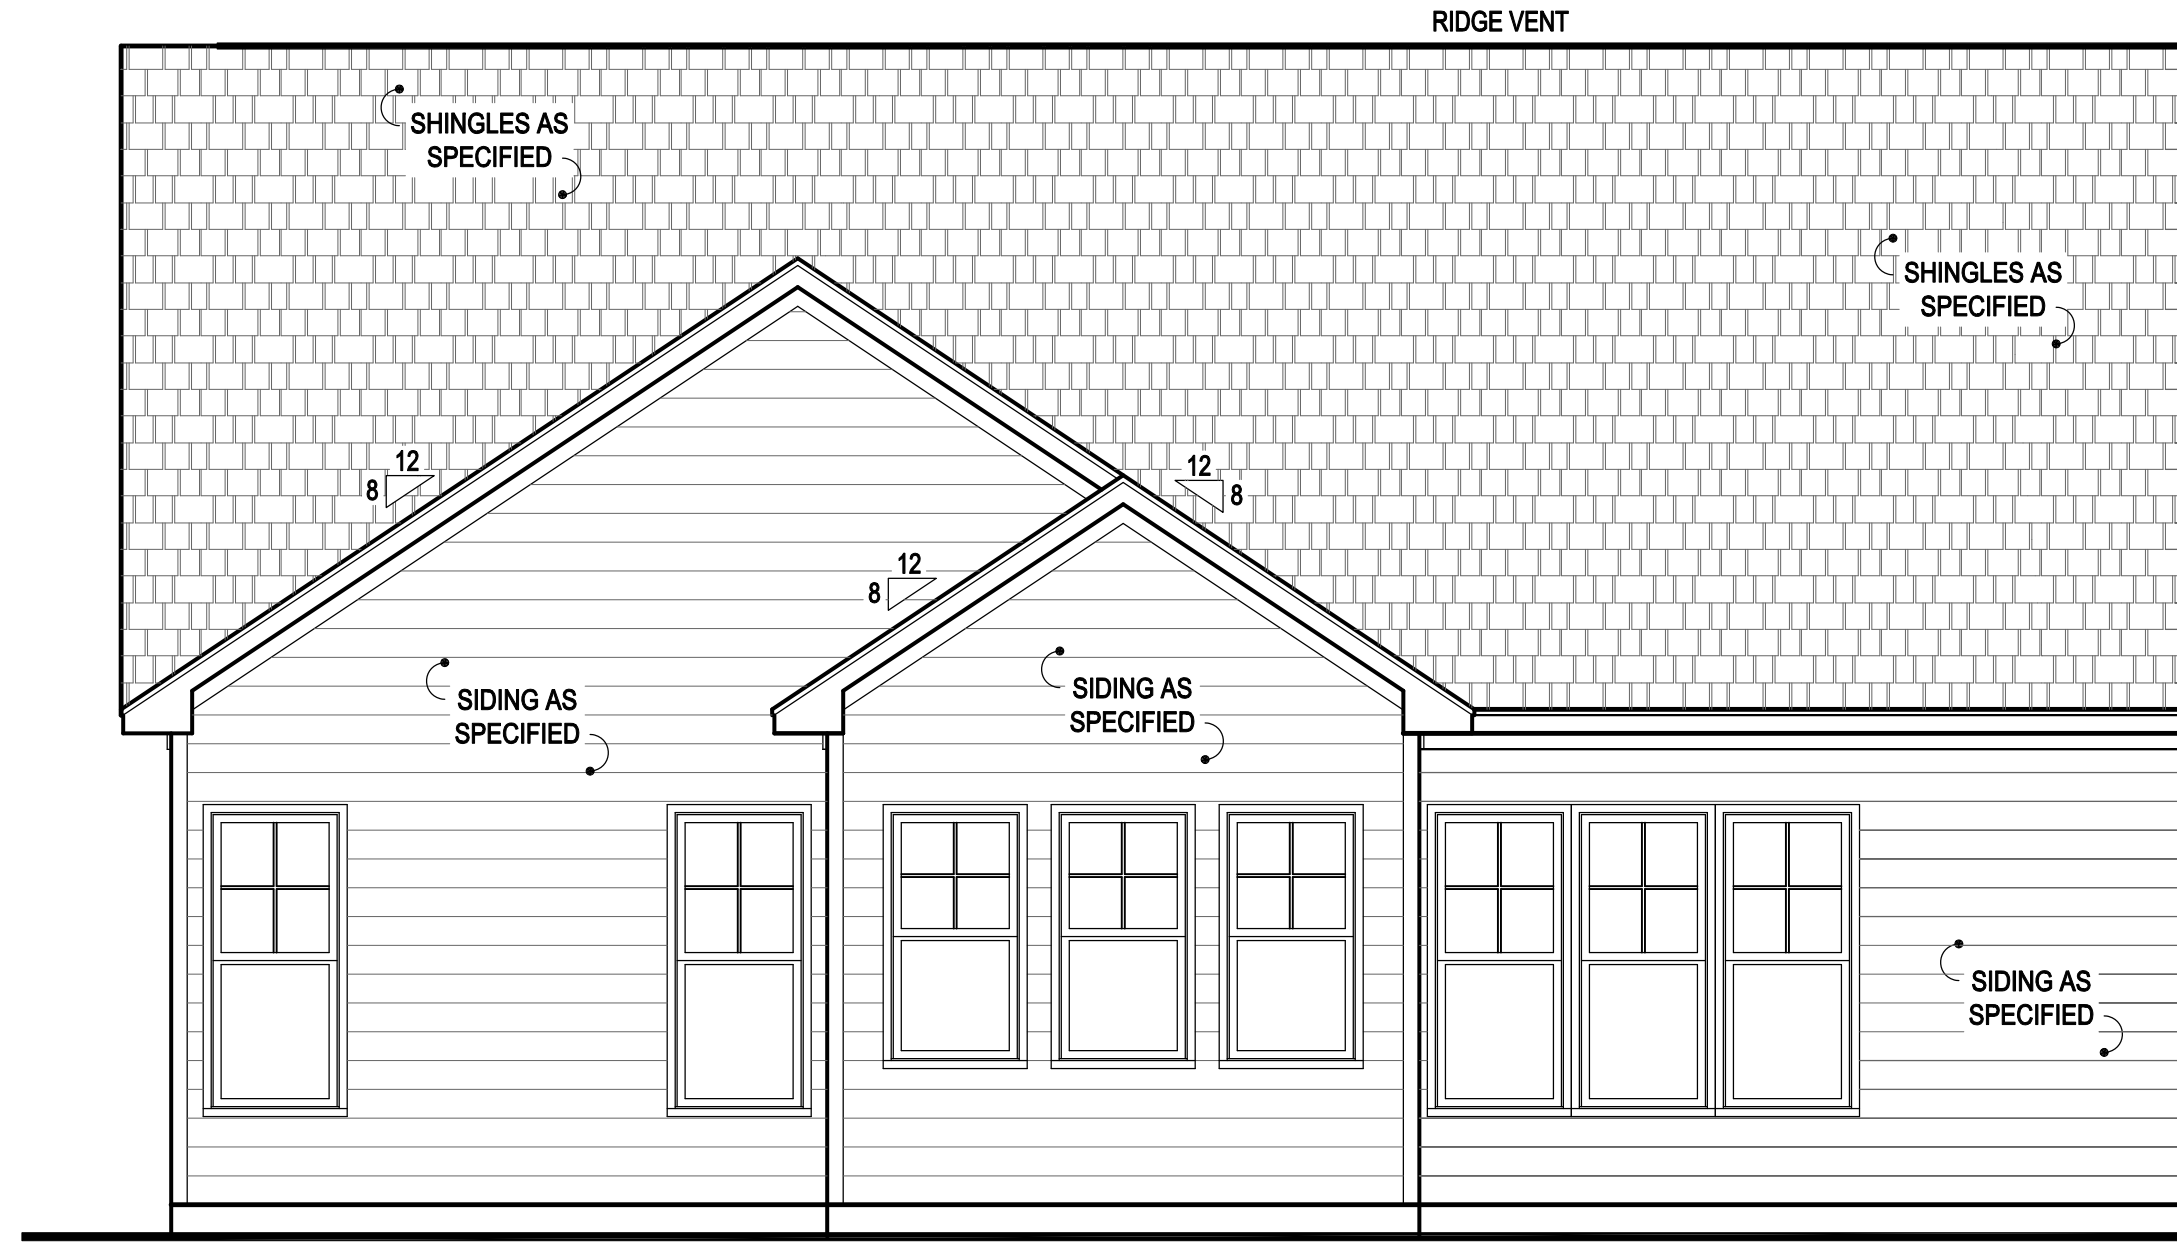 RIDGE VENT
SHINGLES AS
SPECIFIED
SHINGLES AS
SPECIFIED
12
8
12
8
12
8
SIDING AS
SPECIFIED
SIDING AS
SPECIFIED
SIDING AS
SPECIFIED